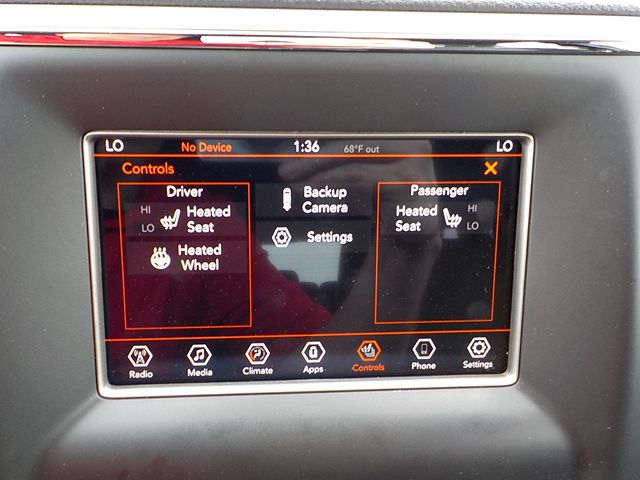 LO No Device 1:36 68°F out LO
Controls
Driver
HI
LO
Heated
Seat
Heated
Wheel
Backup
Camera
Settings
Passenger
Heated
Seat
HI
LO
Radio Media Climate Apps Controls Phone Settings